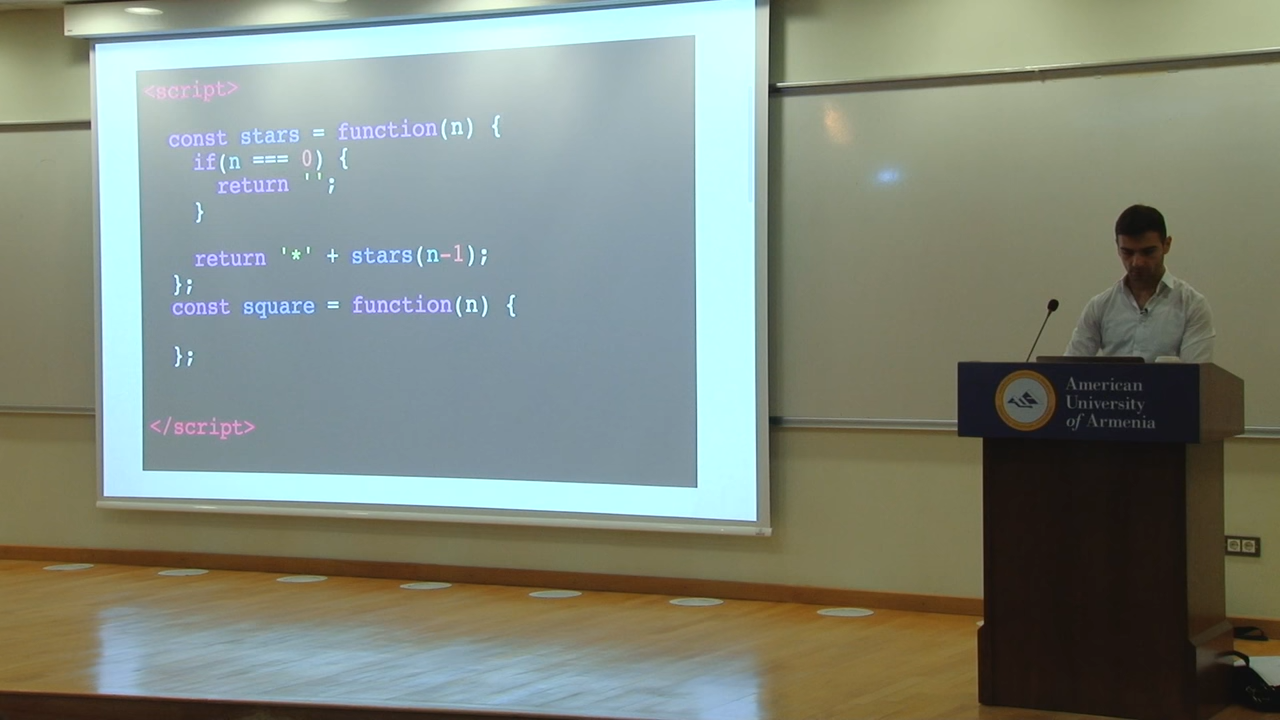 <script>
const stars = function(n) {
if(n === 0) {
return '';
}
return '*' + stars(n-1);
};
const square = function(n) {
};
</script>
American
University
of Armenia